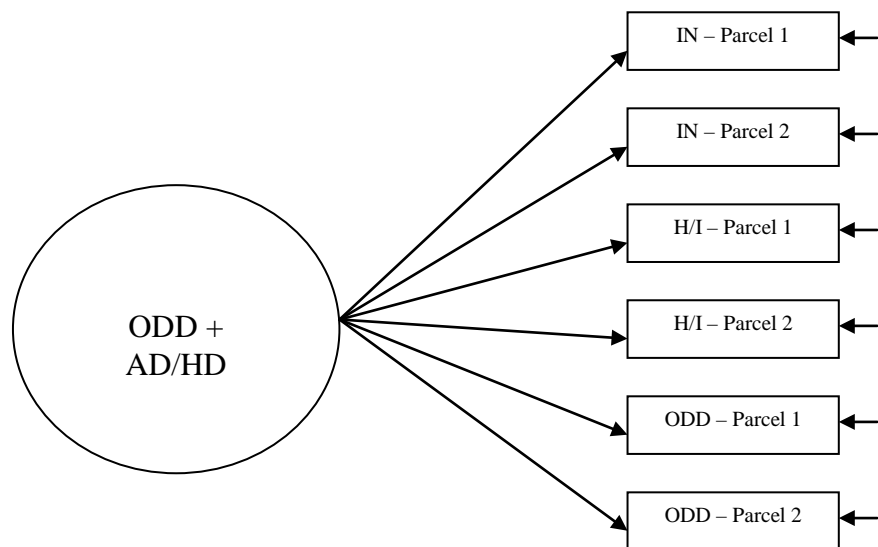 IN – Parcel 1
IN – Parcel 2
H/I – Parcel 1
ODD +
AD/HD
H/I – Parcel 2
ODD – Parcel 1
ODD – Parcel 2